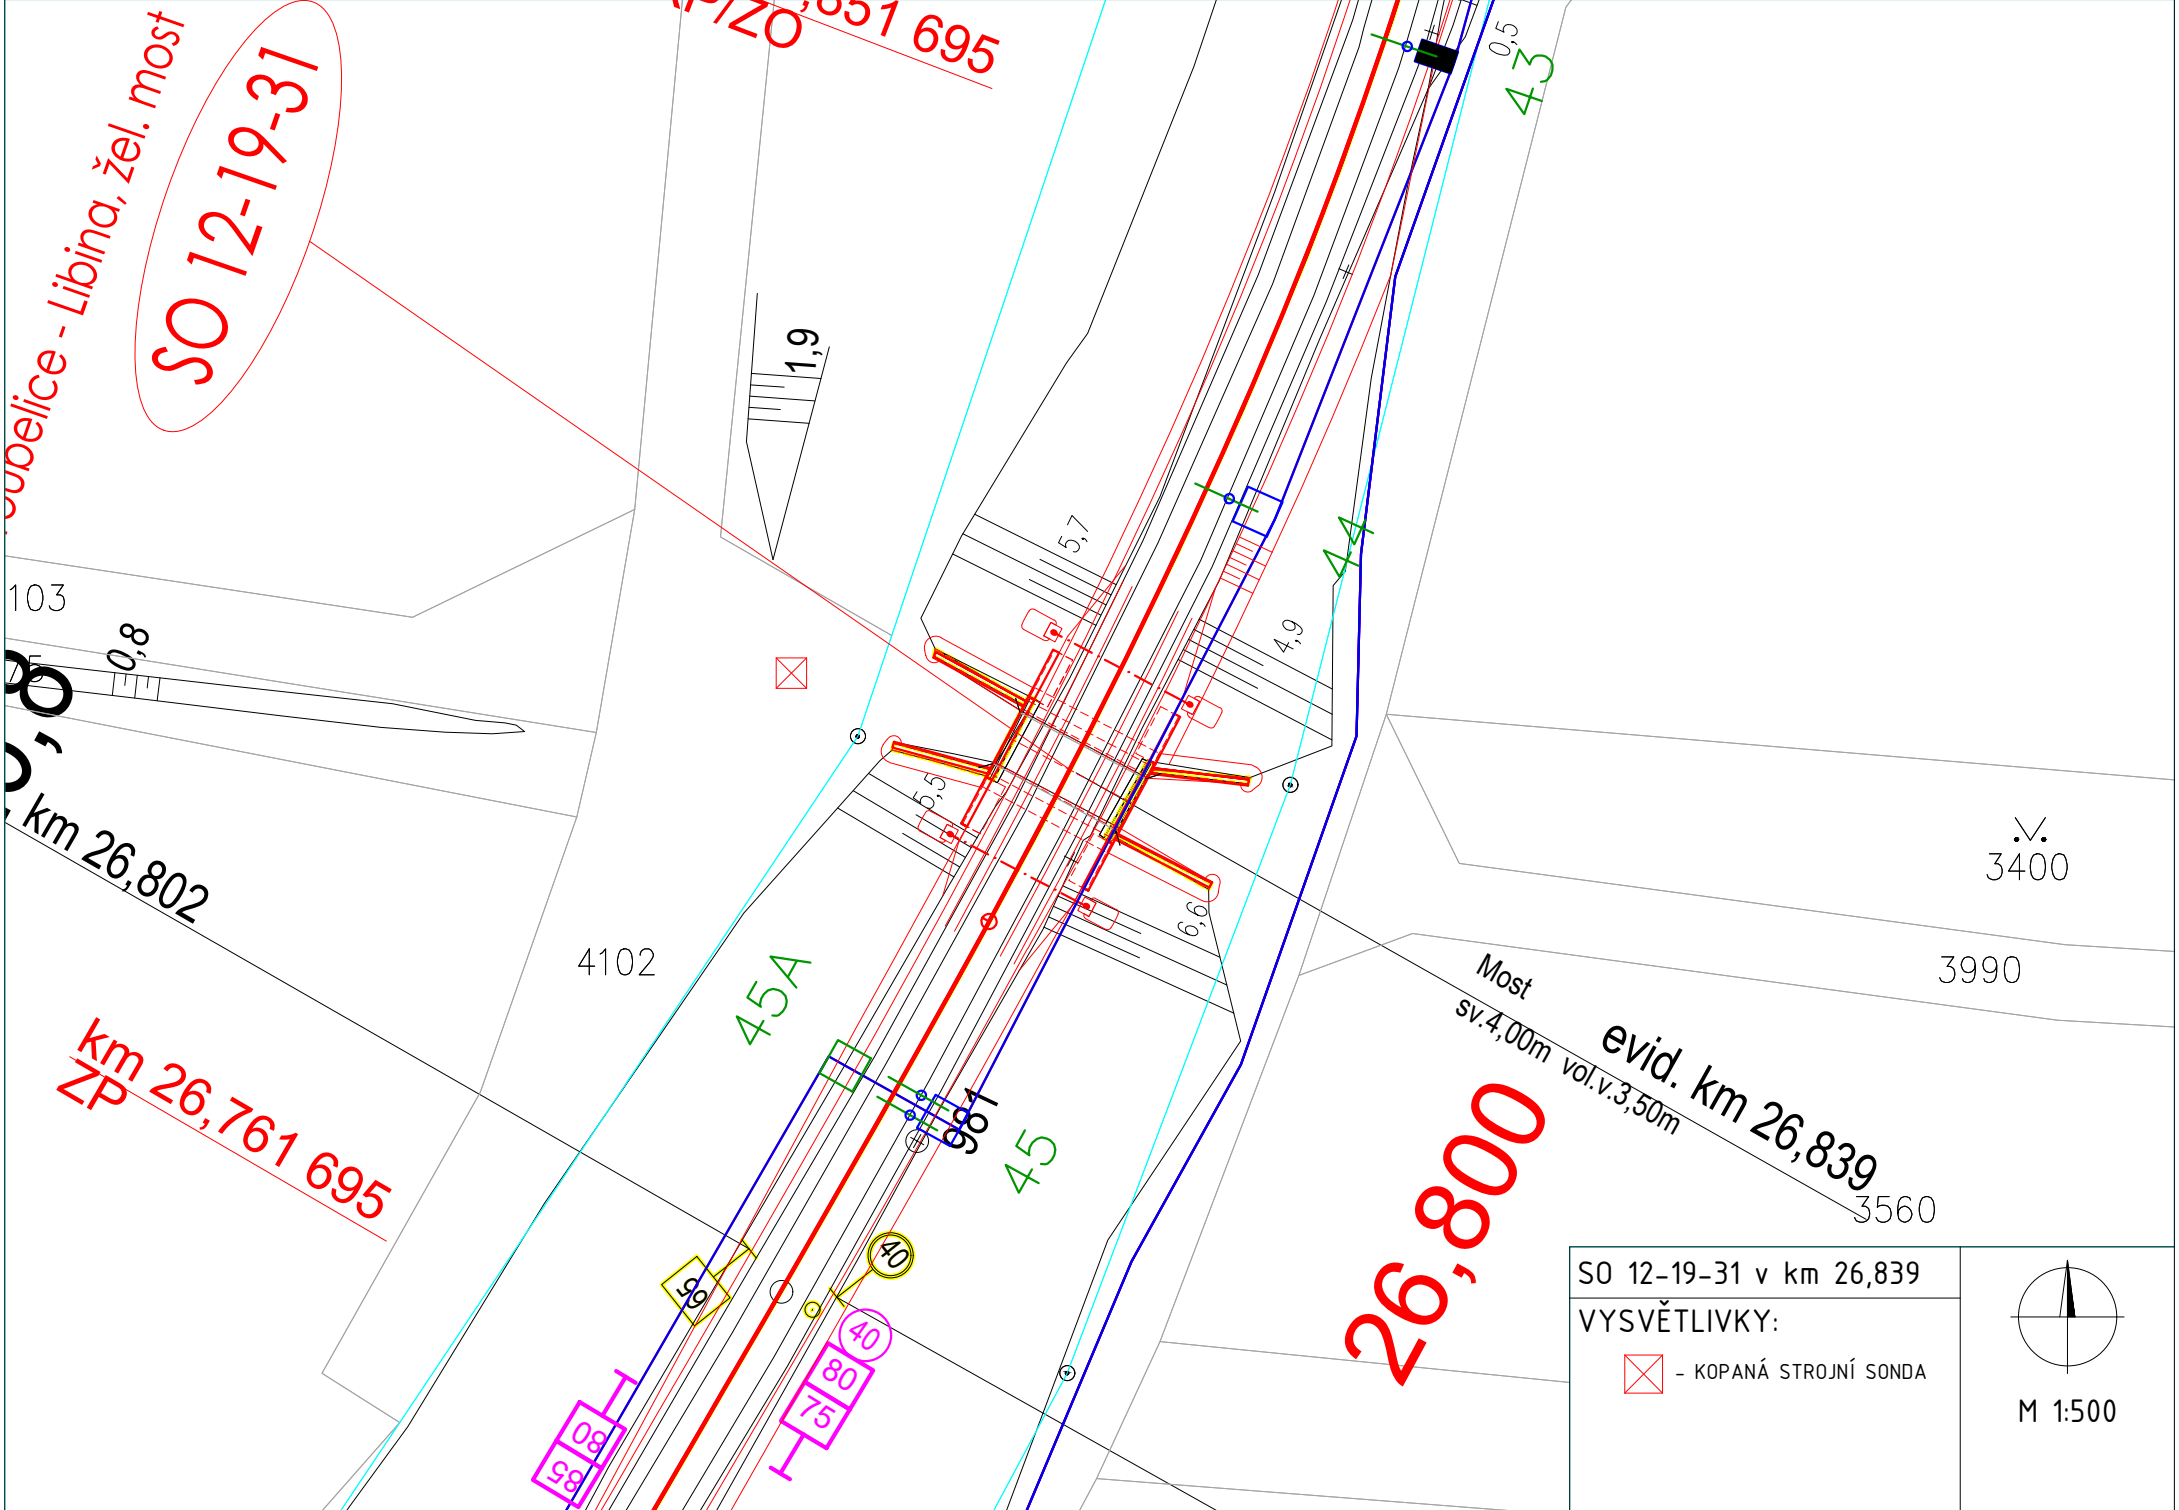 ,851 695
SO 12-19-31
Libina, žel. most
0,5
43
1,9
5,7
44
103
0,8
4,9
75
5,5
km 26,802
3400
4102
6,6
3990
45A
Most
sv.4,00m vol.v.3,50m
evid. km 26,839
km 26,761 695
ZP
981
45
26,800
3560
65
40
40
80
75
80
85
SO 12-19-31 v km 26,839
VYSVĚTLIVKY:
- KOPANÁ STROJNÍ SONDA
M 1:500